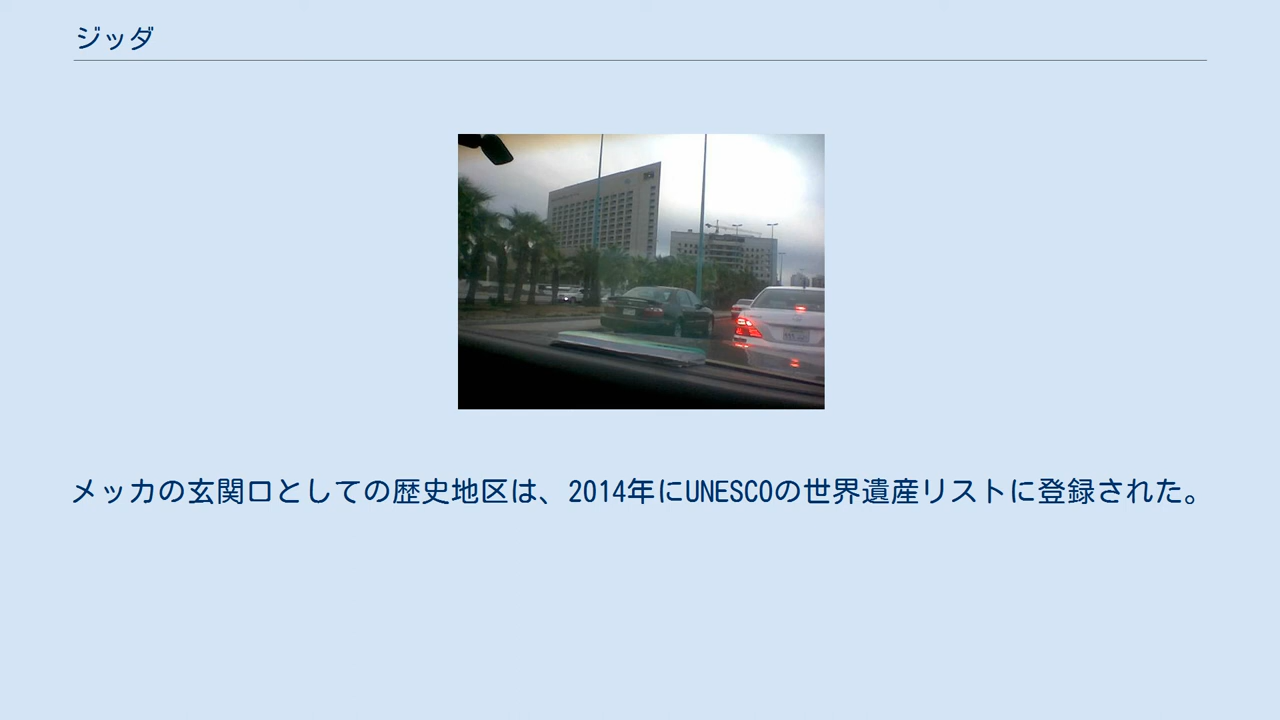 ジッダ
メッカの玄関口としての歴史地区は、2014年にUNESCOの世界遺産リストに登録された。